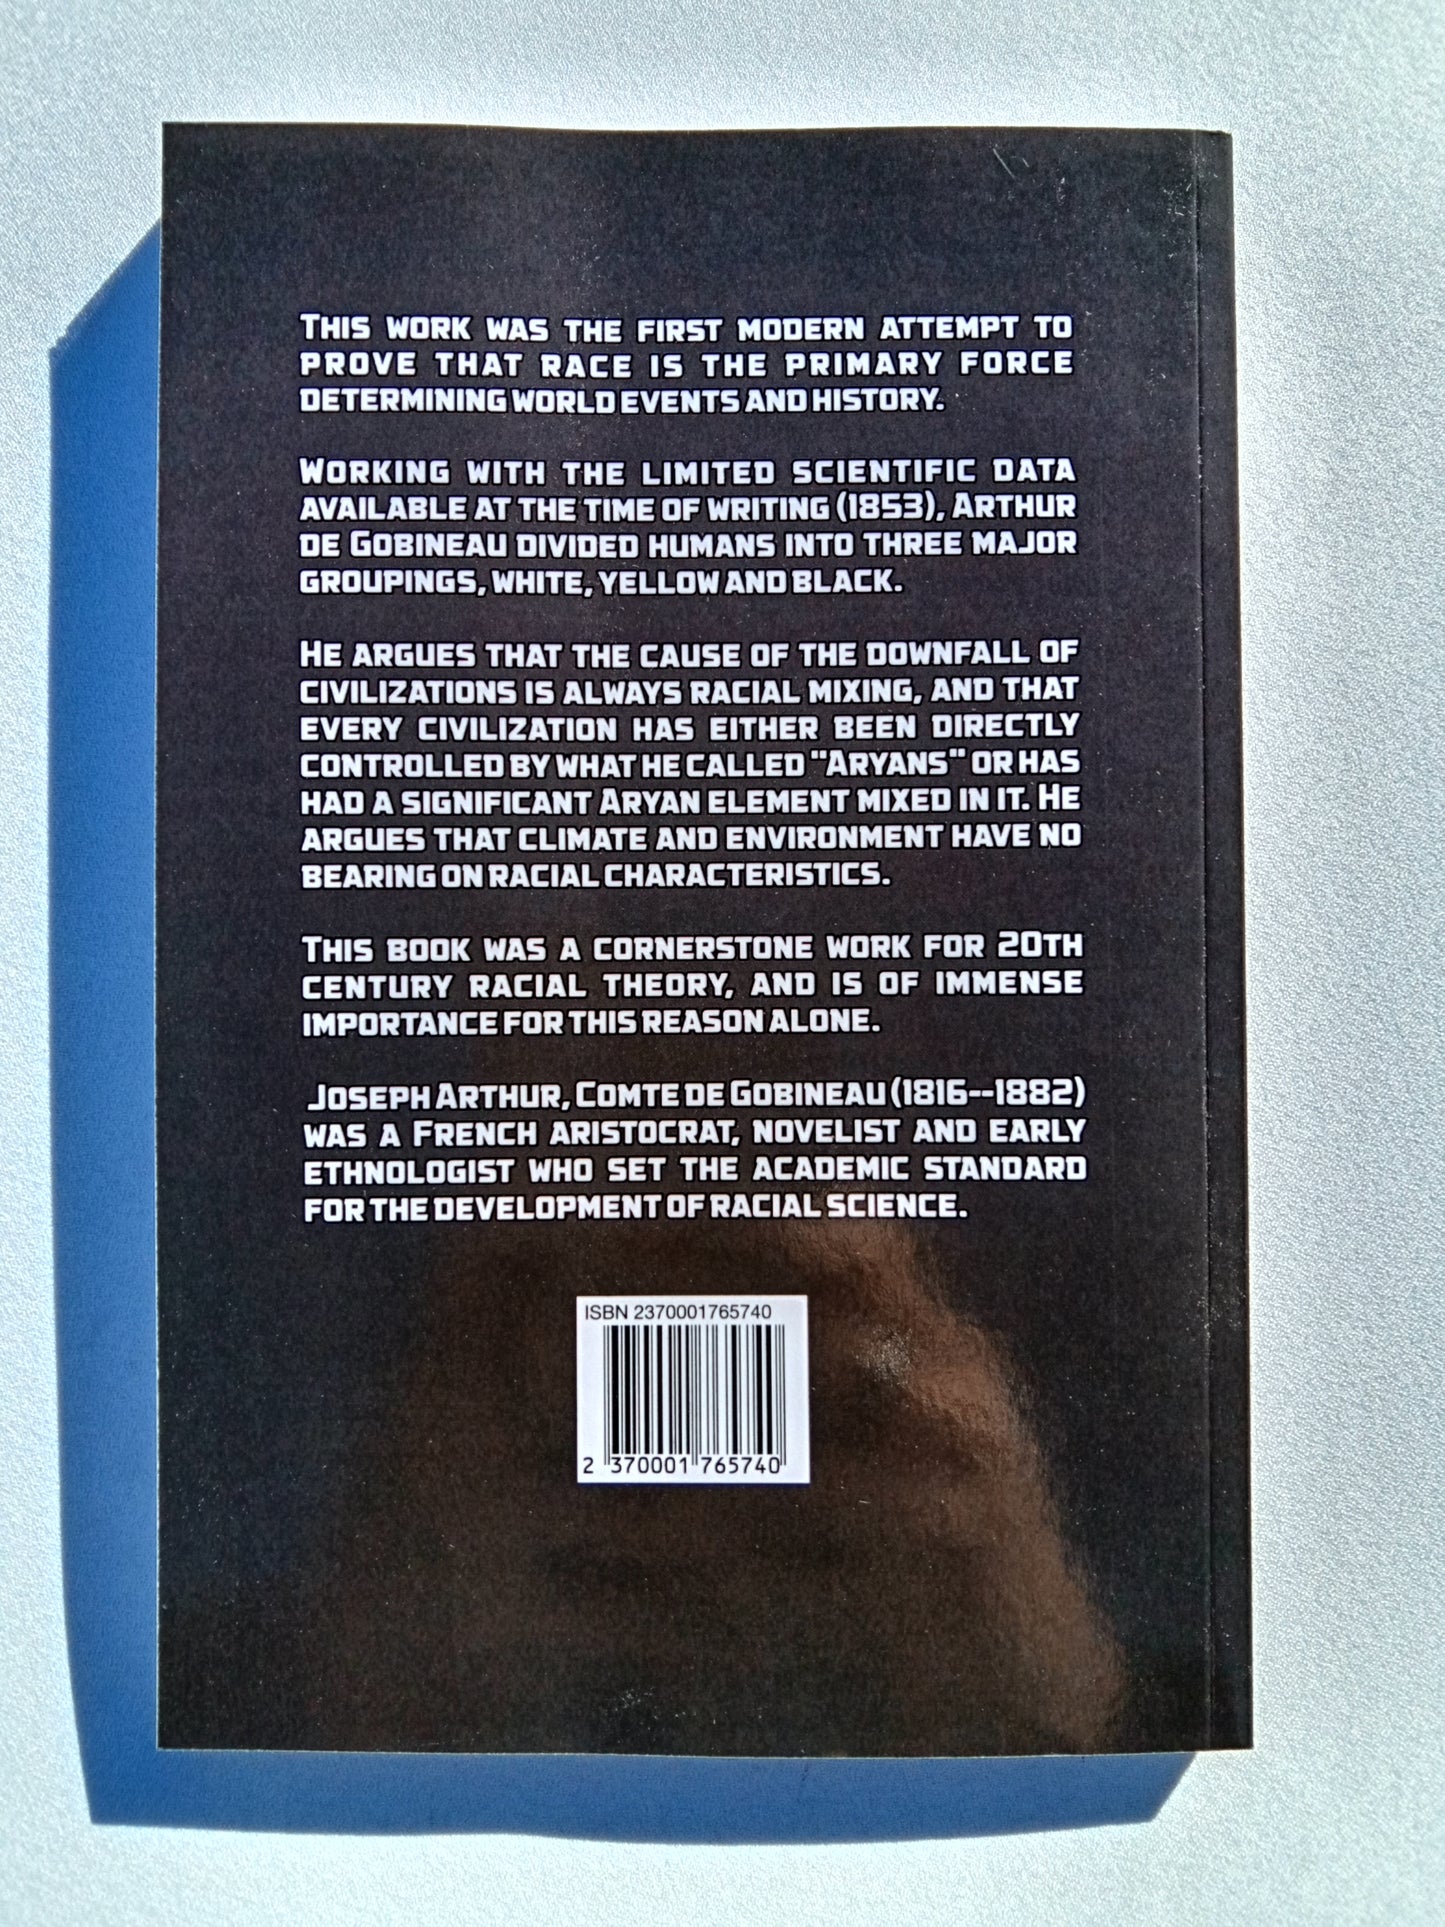 This work was the first modern attempt to
prove that race is the primary force
determining world events and history.
Working with the limited scientific data
available at the time of writing (1853), Arthur
de Gobineau divided humans into three major
groupings, white, yellow and black.
He argues that the cause of the downfall of
civilizations is always racial mixing, and that
every civilization has either been directly
controlled by what he called "Aryans" or has
had a significant Aryan element mixed in it. He
argues that climate and environment have no
bearing on racial characteristics.
This book was a cornerstone work for 20th
century racial theory, and is of immense
importance for this reason alone.
Joseph Arthur, Comte de Gobineau (1816--1882)
was a French aristocrat, novelist and early
ethnologist who set the academic standard
for the development of racial science.
ISBN 2370001765740
2 370001 765740